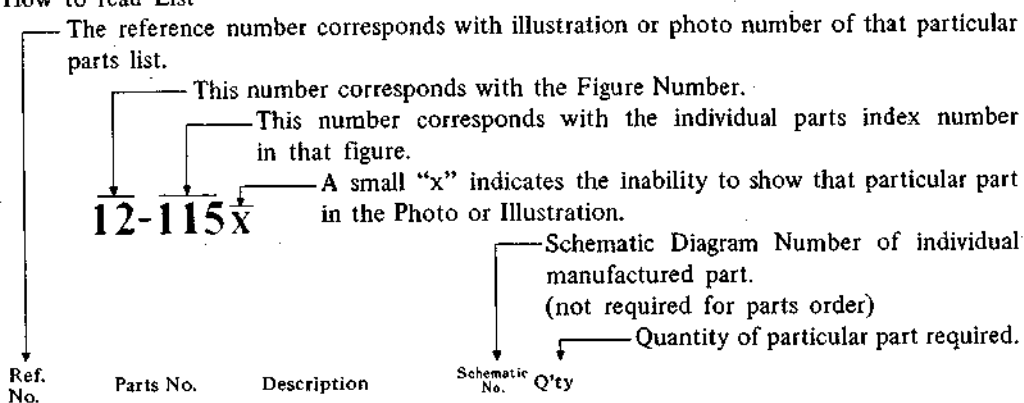 How to read List
The reference number corresponds with illustration or photo number of that particular
parts list.
This number corresponds with the Figure Number.
This number corresponds with the individual parts index number
in that figure.
A small “x” indicates the inability to show that particular part
in the Photo or Illustration.
12-115x
Schematic Diagram Number of individual
manufactured part.
(not required for parts order)
Quantity of particular part required.
Ref.
No.
Parts No.
Description
Schematic
No.
Q'ty